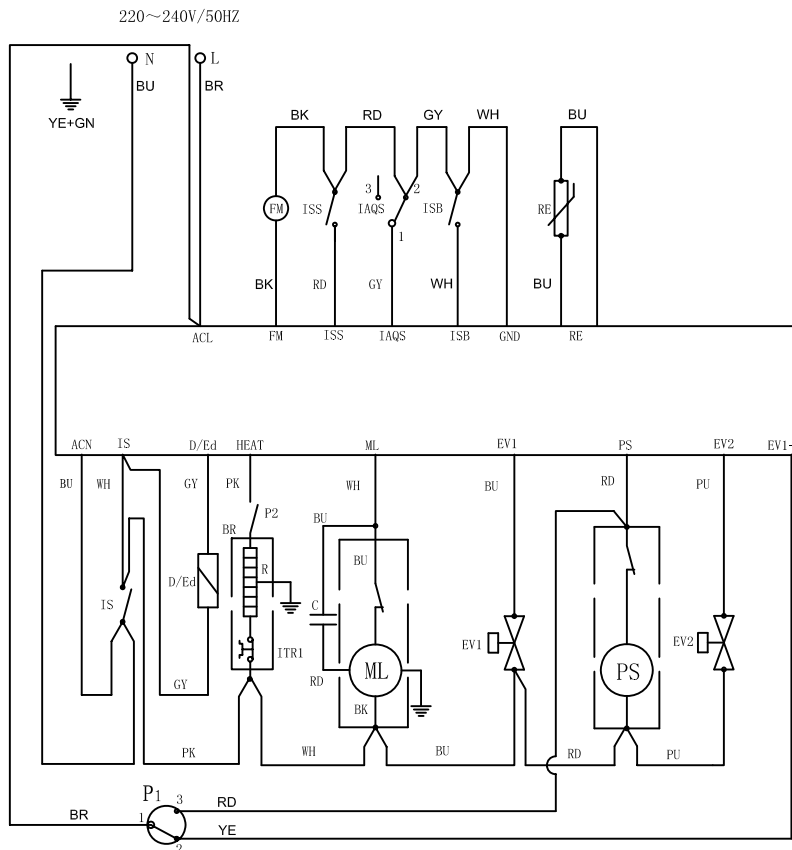 220～240V/50HZ
N L
BU BR
YE+GN
BK RD GY WH BU
3 2
FM ISS IAQS ISB RE
1
BK RD GY WH BU
ACL FM ISS IAQS ISB GND RE
ACN IS D/Ed HEAT ML EV1 PS EV2 EV1-
BU WH GY PK WH BU RD PU
P2
BR BU
BU
D/Ed R
IS C
EV1 EV2
ITR1
ML PS
GY RD
BK
PK WH BU RD PU
P1
3 RD
BR 1
2 YE